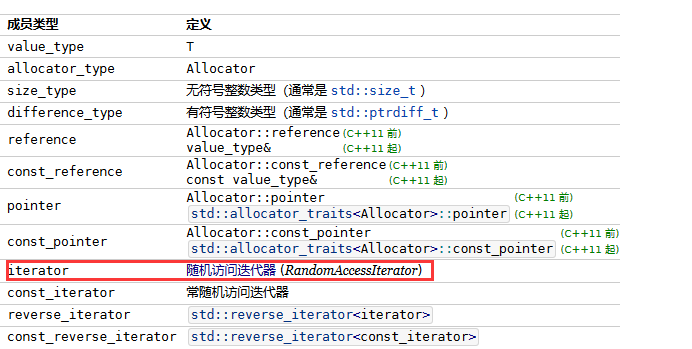 成员类型 定义
value_type T
allocator_type Allocator
size_type 无符号整数类型（通常是 std::size_t ）
difference_type 有符号整数类型（通常是 std::ptrdiff_t ）
reference Allocator::reference (C++11 前)
value_type& (C++11 起)
const_reference Allocator::const_reference (C++11 前)
const value_type& (C++11 起)
pointer Allocator::pointer (C++11 前)
std::allocator_traits<Allocator>::pointer (C++11 起)
const_pointer Allocator::const_pointer (C++11 前)
std::allocator_traits<Allocator>::const_pointer (C++11 起)
iterator 随机访问迭代器 (RandomAccessIterator)
const_iterator 常随机访问迭代器
reverse_iterator std::reverse_iterator<iterator>
const_reverse_iterator std::reverse_iterator<const_iterator>